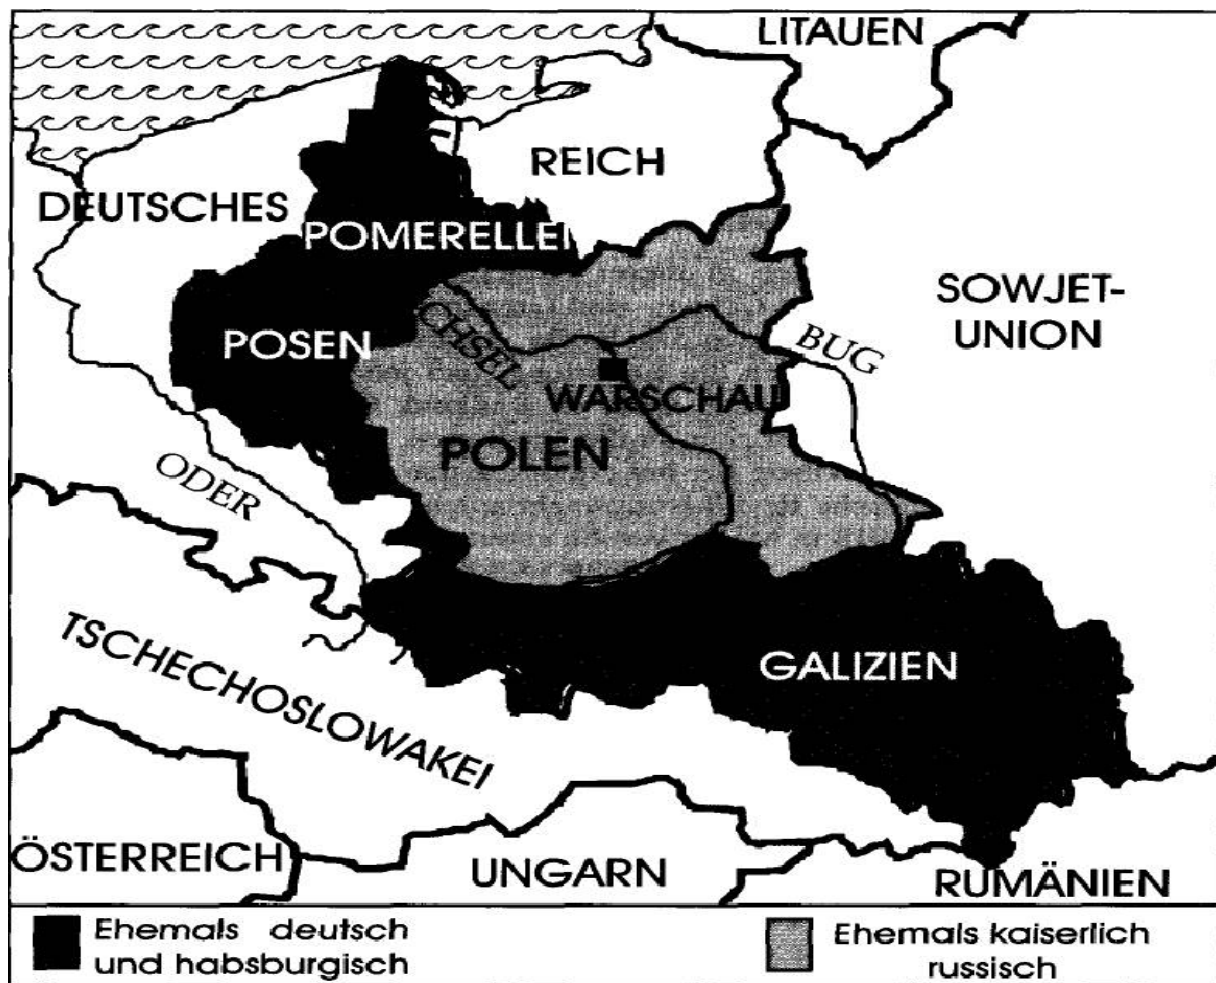 LITAUEN
REICH
DEUTSCHES
POMERELLEI
SOWJET-
UNION
POSEN
CHSEL
BUG
WARSCHAU
POLEN
ODER
TSCHECHOSLOWAKEI
GALIZIEN
ÖSTERREICH
UNGARN
RUMÄNIEN
Ehemals deutsch
und habsburgisch
Ehemals kaiserlich
russisch